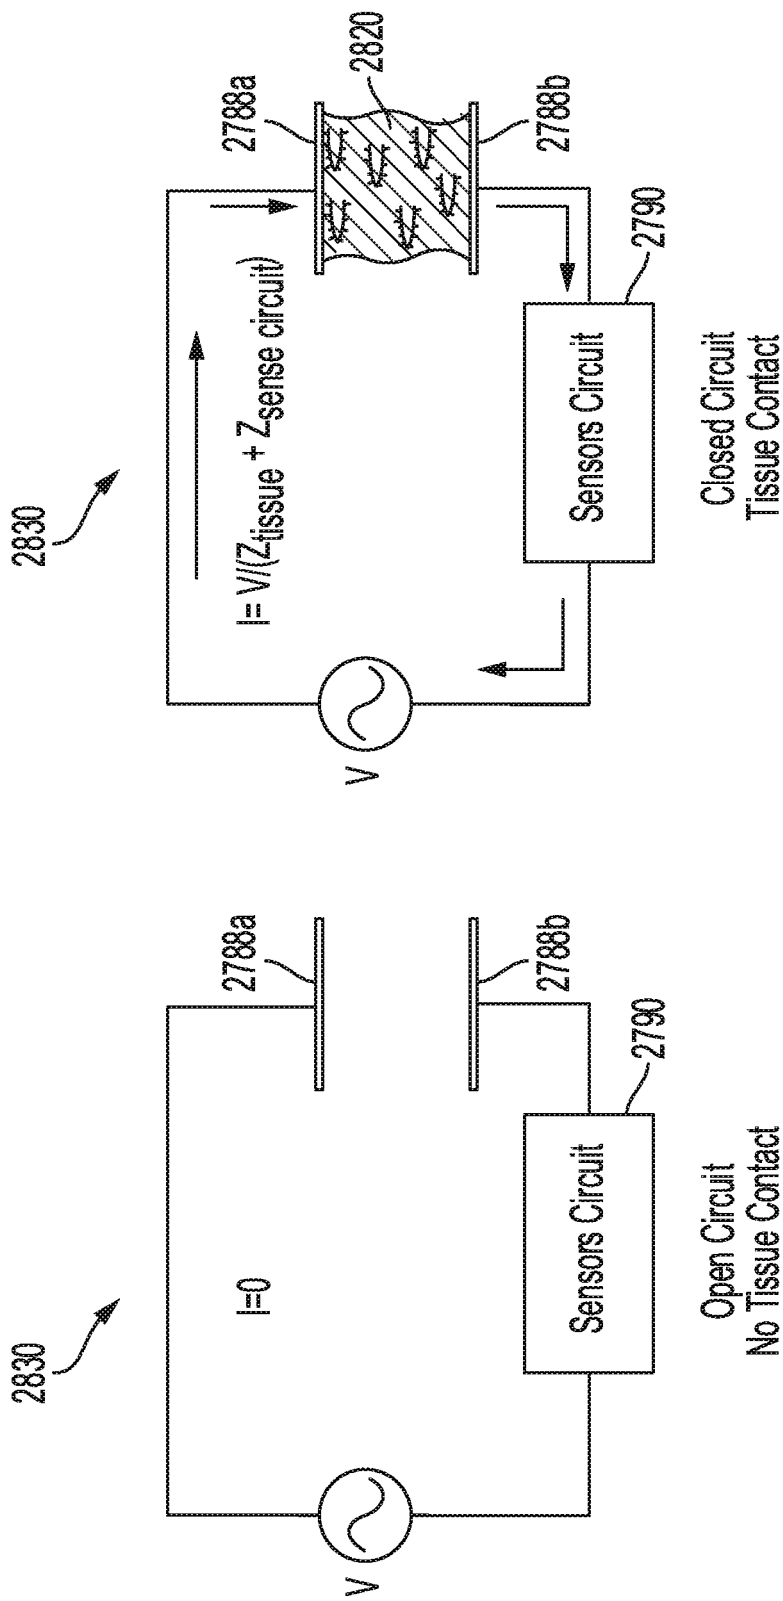 2830
V
I=0
2788a
2788b
Sensors Circuit
2790
Open Circuit
No Tissue Contact
2830
V
I= V/(Ztissue + Zsense circuit)
2788a
2820
2788b
Sensors Circuit
2790
Closed Circuit
Tissue Contact